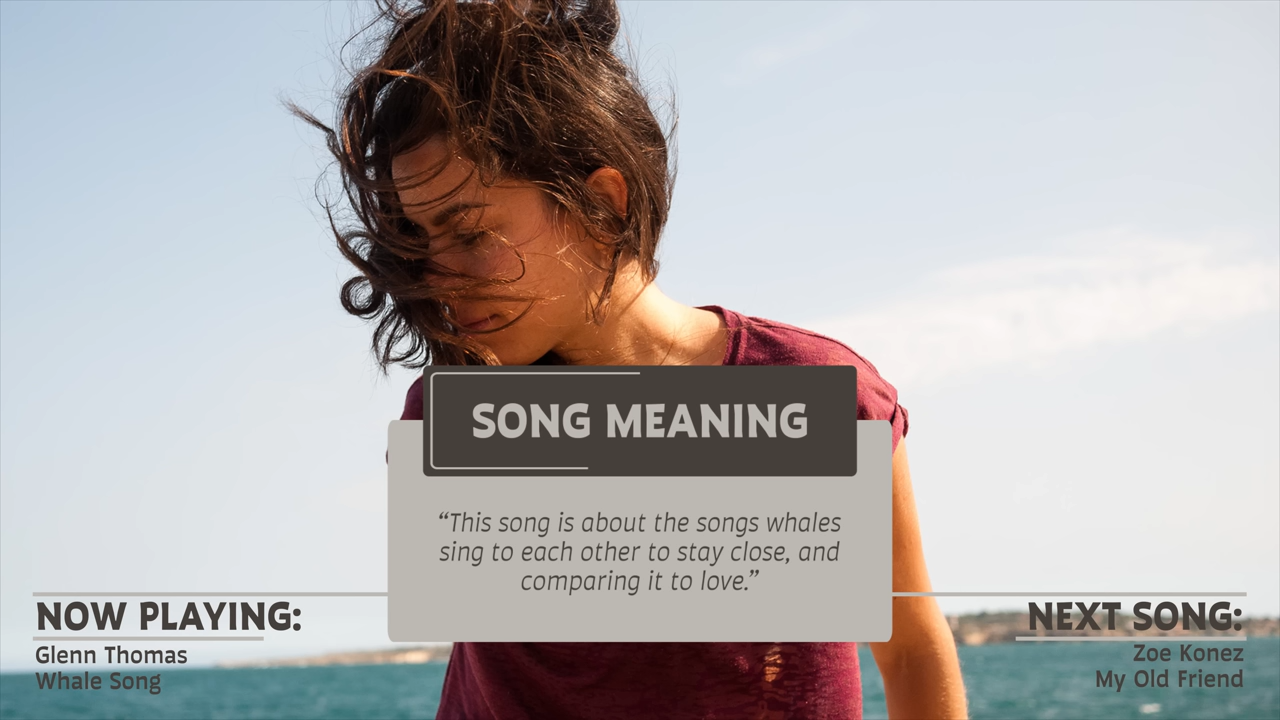 SONG MEANING
“This song is about the songs whales
sing to each other to stay close, and
comparing it to love.”
NOW PLAYING:
Glenn Thomas
Whale Song
NEXT SONG:
Zoe Konez
My Old Friend